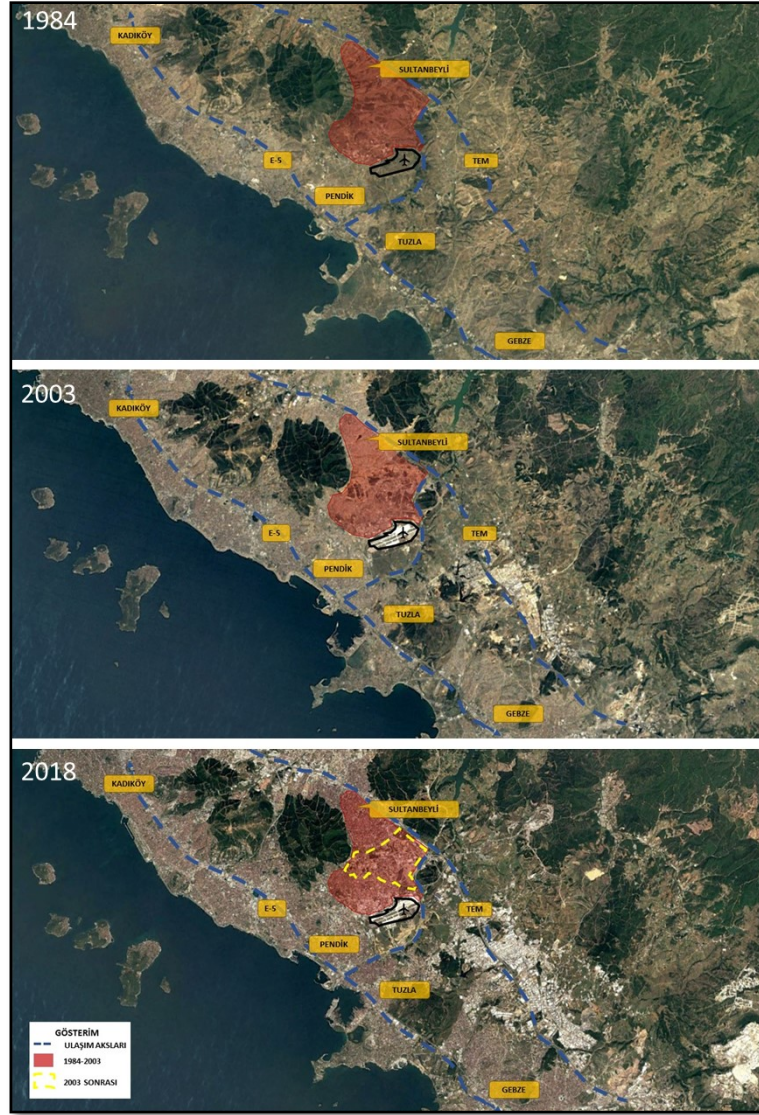 1984
KADIKÖY
SULTANBEYLİ
E-5
TEM
PENDİK
TUZLA
GEBZE
2003
KADIKÖY
SULTANBEYLİ
E-5
TEM
PENDİK
TUZLA
GEBZE
2018
KADIKÖY
SULTANBEYLİ
E-5
TEM
PENDİK
TUZLA
GÖSTERİM
ULAŞIM AKSLARI
1984-2003
2003 SONRASI
GEBZE